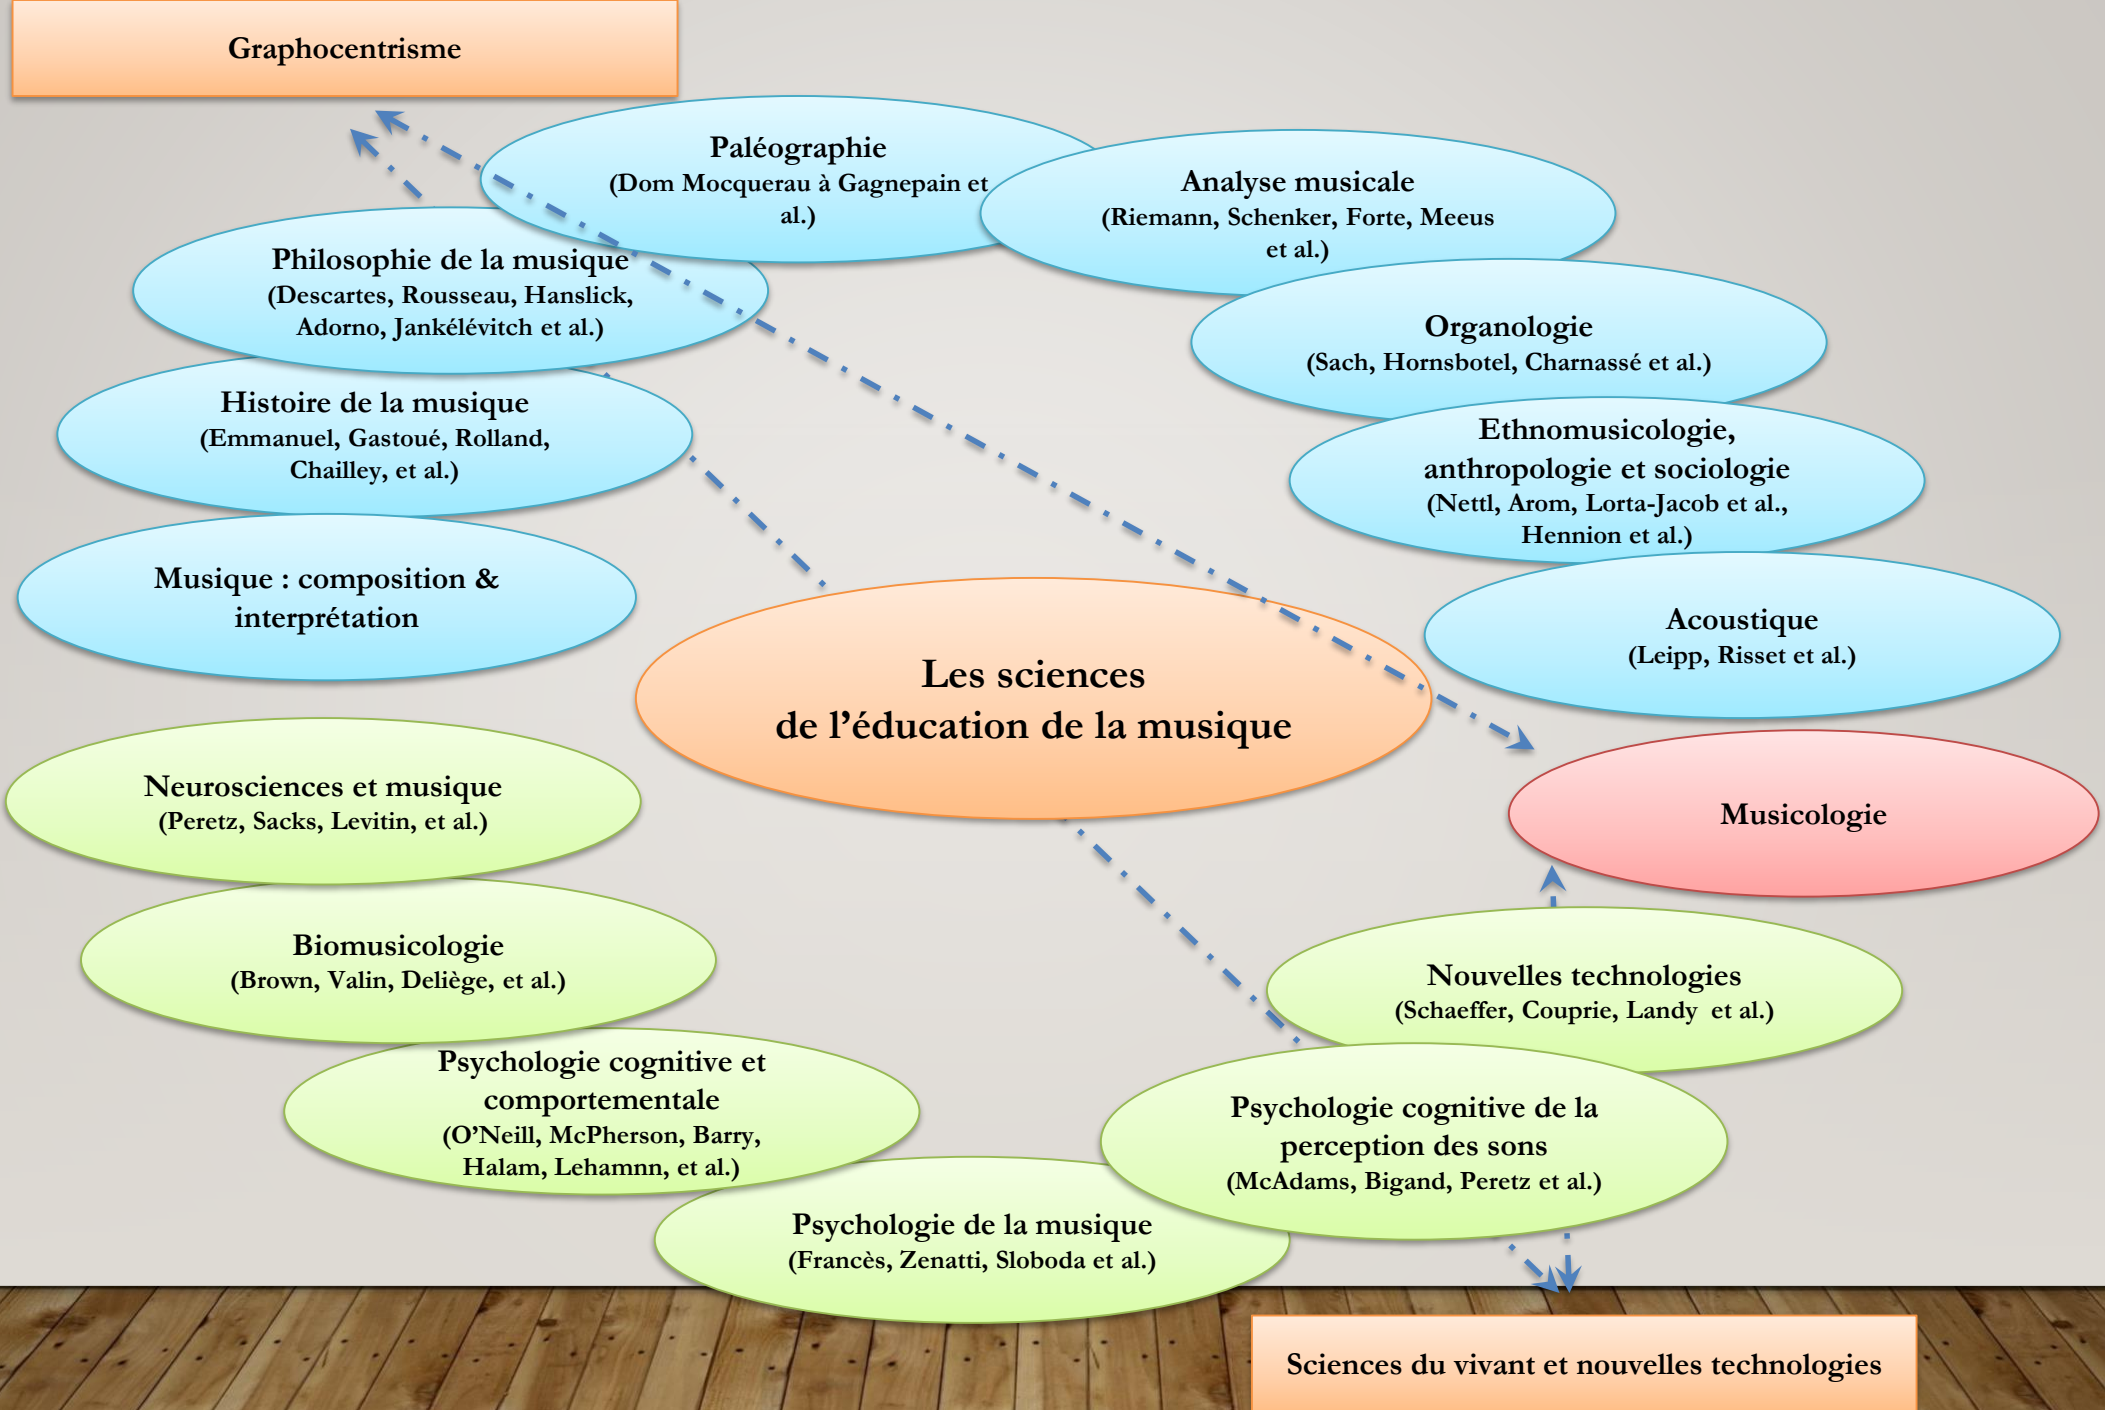 Graphocentrisme
Paléographie
(Dom Mocquerau à Gagnepain et
al.)
Analyse musicale
(Riemann, Schenker, Forte, Meeus
et al.)
Philosophie de la musique
(Descartes, Rousseau, Hanslick,
Adorno, Jankélévitch et al.)
Organologie
(Sach, Hornsbotel, Charnassé et al.)
Histoire de la musique
(Emmanuel, Gastoué, Rolland,
Chailley, et al.)
Ethnomusicologie,
anthropologie et sociologie
(Nettl, Arom, Lorta-Jacob et al.,
Hennion et al.)
Musique : composition &
interprétation
Acoustique
(Leipp, Risset et al.)
Les sciences
de l’éducation de la musique
Neurosciences et musique
(Peretz, Sacks, Levitin, et al.)
Musicologie
Biomusicologie
(Brown, Valin, Deliège, et al.)
Nouvelles technologies
(Schaeffer, Couprie, Landy  et al.)
Psychologie cognitive et
comportementale
(O’Neill, McPherson, Barry,
Halam, Lehamnn, et al.)
Psychologie cognitive de la
perception des sons
(McAdams, Bigand, Peretz et al.)
Psychologie de la musique
(Francès, Zenatti, Sloboda et al.)
Sciences du vivant et nouvelles technologies